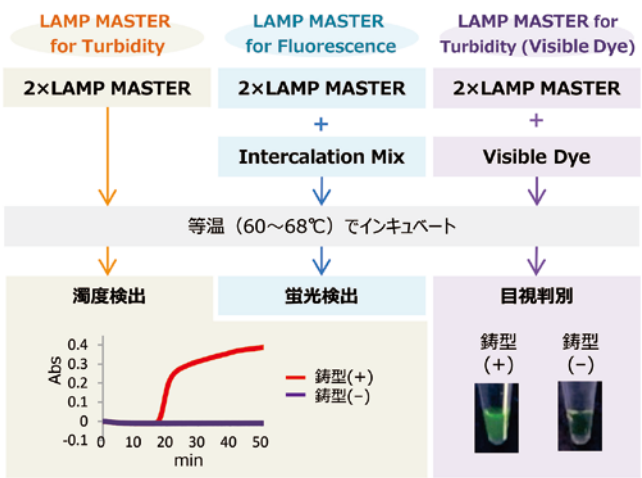 LAMP MASTER
for Turbidity
LAMP MASTER
for Fluorescence
LAMP MASTER for
Turbidity (Visible Dye)
2×LAMP MASTER
2×LAMP MASTER
+
Intercalation Mix
2×LAMP MASTER
+
Visible Dye
等温（60～68℃）でインキュベート
濁度検出
蛍光検出
目視判別
Abs
0.4
0.3
0.2
0.1
0
-0.1
0 10 20 30 40 50
min
鋳型(+)
鋳型(−)
鋳型
(+)
鋳型
(−)